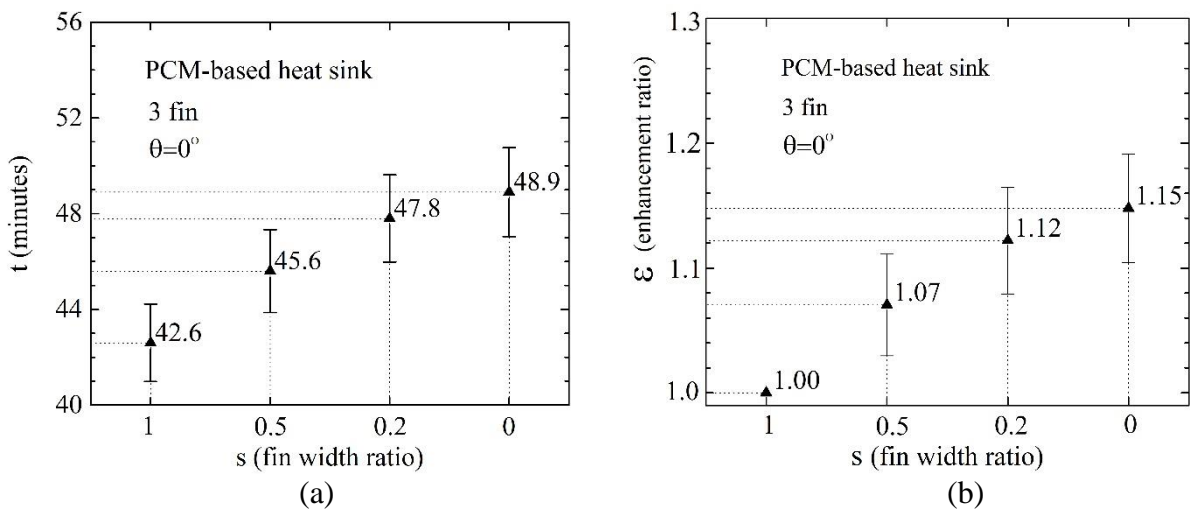 56
52
48
44
40
t (minutes)
PCM-based heat sink
3 fin
θ=0°
42.6
45.6
47.8
48.9
1 0.5 0.2 0
s (fin width ratio)
(a)
1.3
1.2
1.1
1.0
ε (enhancement ratio)
PCM-based heat sink
3 fin
θ=0°
1.00
1.07
1.12
1.15
1 0.5 0.2 0
s (fin width ratio)
(b)